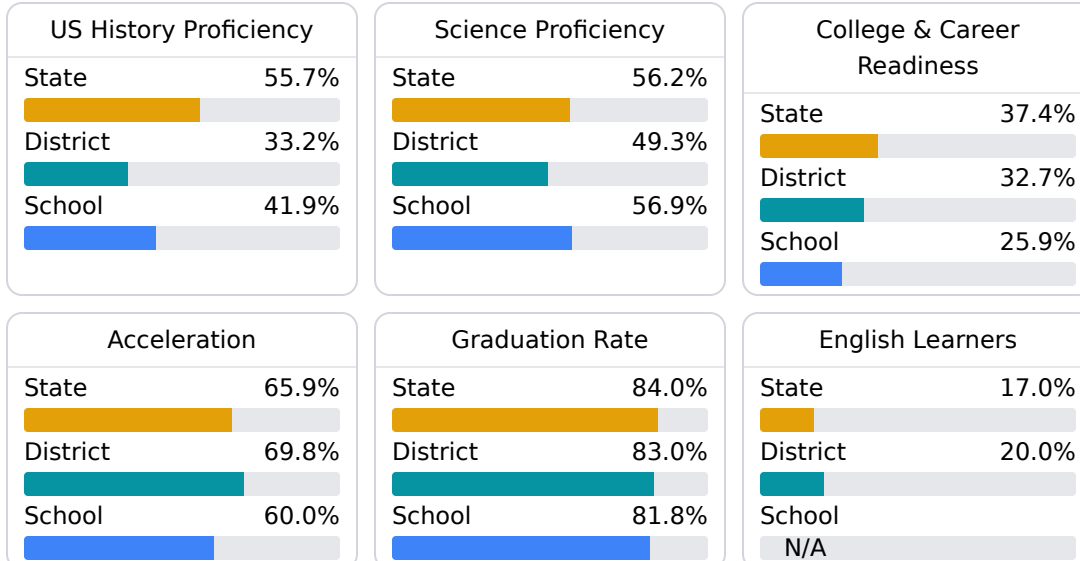 US History Proficiency
State 55.7%
District 33.2%
School 41.9%
Science Proficiency
State 56.2%
District 49.3%
School 56.9%
College & Career
Readiness
State 37.4%
District 32.7%
School 25.9%
Acceleration
State 65.9%
District 69.8%
School 60.0%
Graduation Rate
State 84.0%
District 83.0%
School 81.8%
English Learners
State 17.0%
District 20.0%
School
N/A